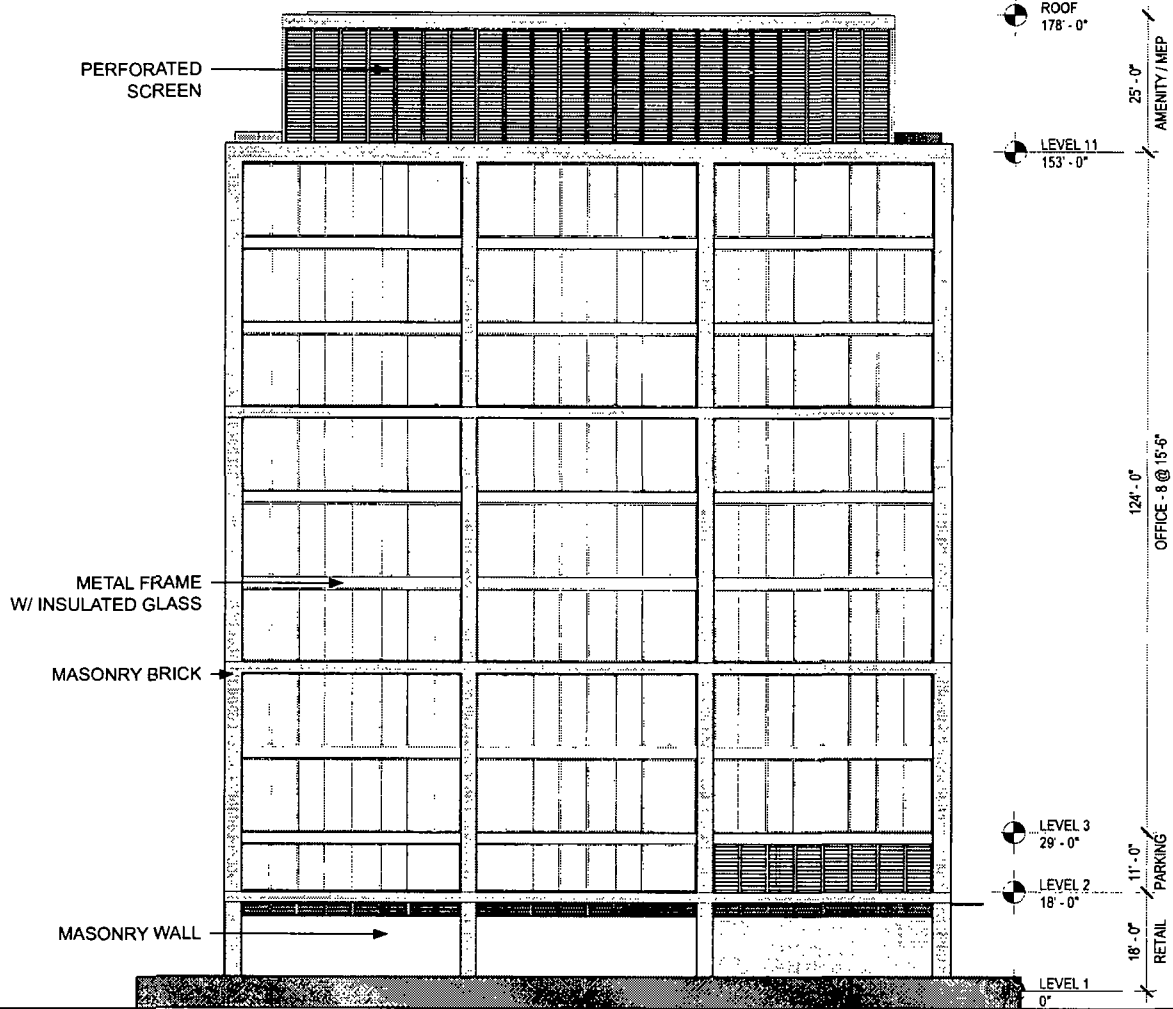 ROOF
178' - 0"
25' - 0"
AMENITY / MEP
PERFORATED
SCREEN
LEVEL 11
153' - 0"
124' - 0"
OFFICE - 8 @ 15'-6"
METAL FRAME
W/ INSULATED GLASS
MASONRY BRICK
LEVEL 3
29' - 0"
11' - 0"
PARKING
LEVEL 2
18' - 0"
MASONRY WALL
18' - 0"
RETAIL
LEVEL 1
0"